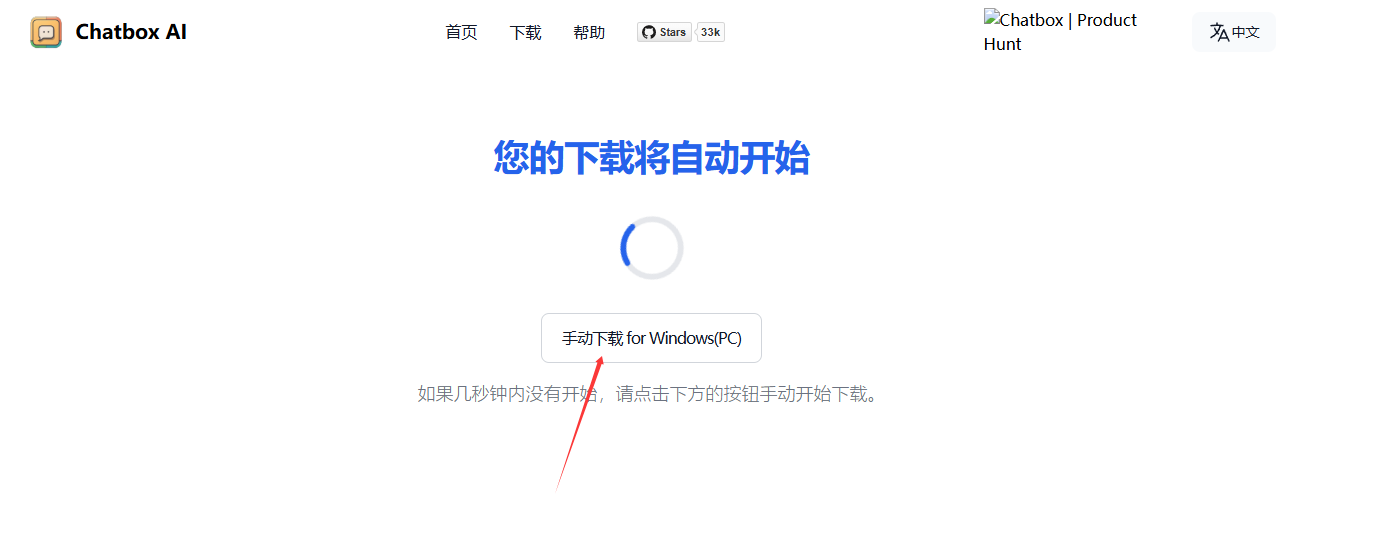 Chatbox AI
首页
下载
帮助
Stars
33k
Chatbox | Product
Hunt
中文
您的下载将自动开始
手动下载 for Windows(PC)
如果几秒钟内没有开始，请点击下方的按钮手动开始下载。